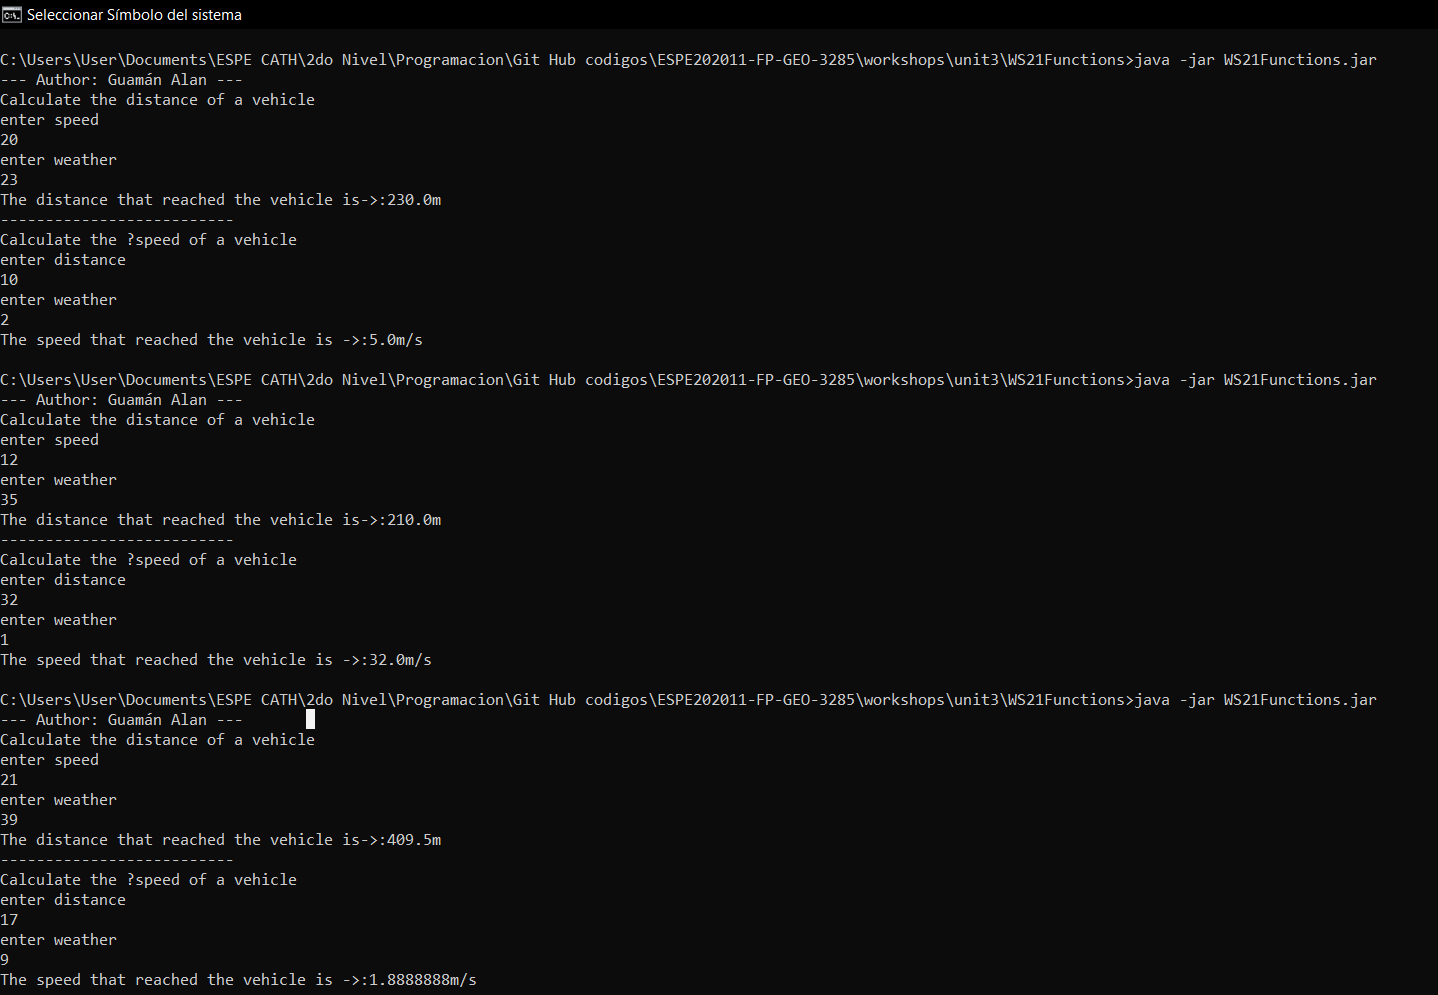 Seleccionar Símbolo del sistema
C:\Users\User\Documents\ESPE CATH\2do Nivel\Programacion\Git Hub codigos\ESPE202011-FP-GEO-3285\workshops\unit3\WS21Functions>java -jar WS21Functions.jar
--- Author: Guamán Alan ---
Calculate the distance of a vehicle
enter speed
20
enter weather
23
The distance that reached the vehicle is->:230.0m
--------------------------
Calculate the ?speed of a vehicle
enter distance
10
enter weather
2
The speed that reached the vehicle is ->:5.0m/s
C:\Users\User\Documents\ESPE CATH\2do Nivel\Programacion\Git Hub codigos\ESPE202011-FP-GEO-3285\workshops\unit3\WS21Functions>java -jar WS21Functions.jar
--- Author: Guamán Alan ---
Calculate the distance of a vehicle
enter speed
12
enter weather
35
The distance that reached the vehicle is->:210.0m
--------------------------
Calculate the ?speed of a vehicle
enter distance
32
enter weather
1
The speed that reached the vehicle is ->:32.0m/s
C:\Users\User\Documents\ESPE CATH\2do Nivel\Programacion\Git Hub codigos\ESPE202011-FP-GEO-3285\workshops\unit3\WS21Functions>java -jar WS21Functions.jar
--- Author: Guamán Alan ---
Calculate the distance of a vehicle
enter speed
21
enter weather
39
The distance that reached the vehicle is->:409.5m
--------------------------
Calculate the ?speed of a vehicle
enter distance
17
enter weather
9
The speed that reached the vehicle is ->:1.8888888m/s